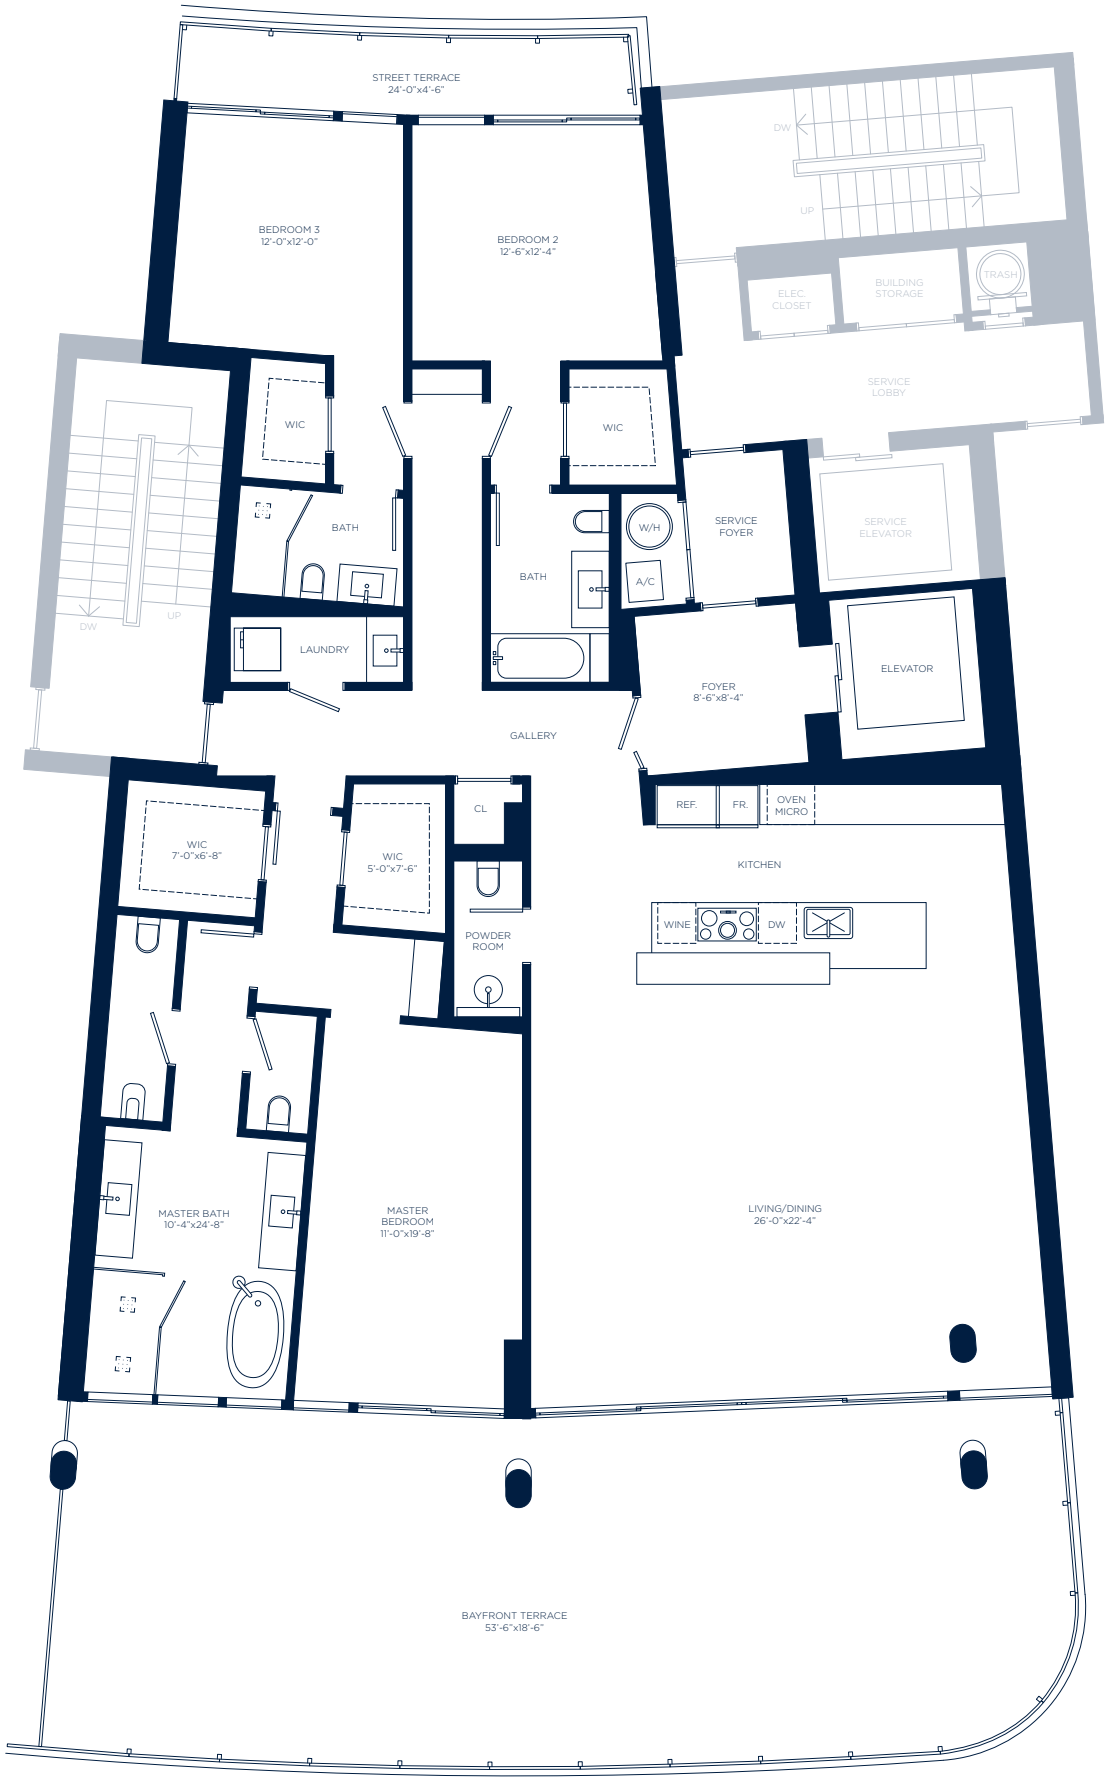 STREET TERRACE
24'-0"x4'-6"
DW
UP
BEDROOM 3
12'-0"x12'-0"
BEDROOM 2
12'-6"x12'-4"
ELEC.
CLOSET
BUILDING
STORAGE
TRASH
SERVICE
LOBBY
WIC
WIC
BATH
W/H
SERVICE
FOYER
SERVICE
ELEVATOR
BATH
A/C
DW
UP
LAUNDRY
ELEVATOR
FOYER
8'-6"x8'-4"
GALLERY
CL
REF.
FR.
OVEN
MICRO
WIC
7'-0"x6'-8"
WIC
5'-0"x7'-6"
KITCHEN
WINE
DW
POWDER
ROOM
MASTER BATH
10'-4"x24'-8"
MASTER
BEDROOM
11'-0"x19'-8"
LIVING/DINING
26'-0"x22'-4"
BAYFRONT TERRACE
53'-6"x18'-6"